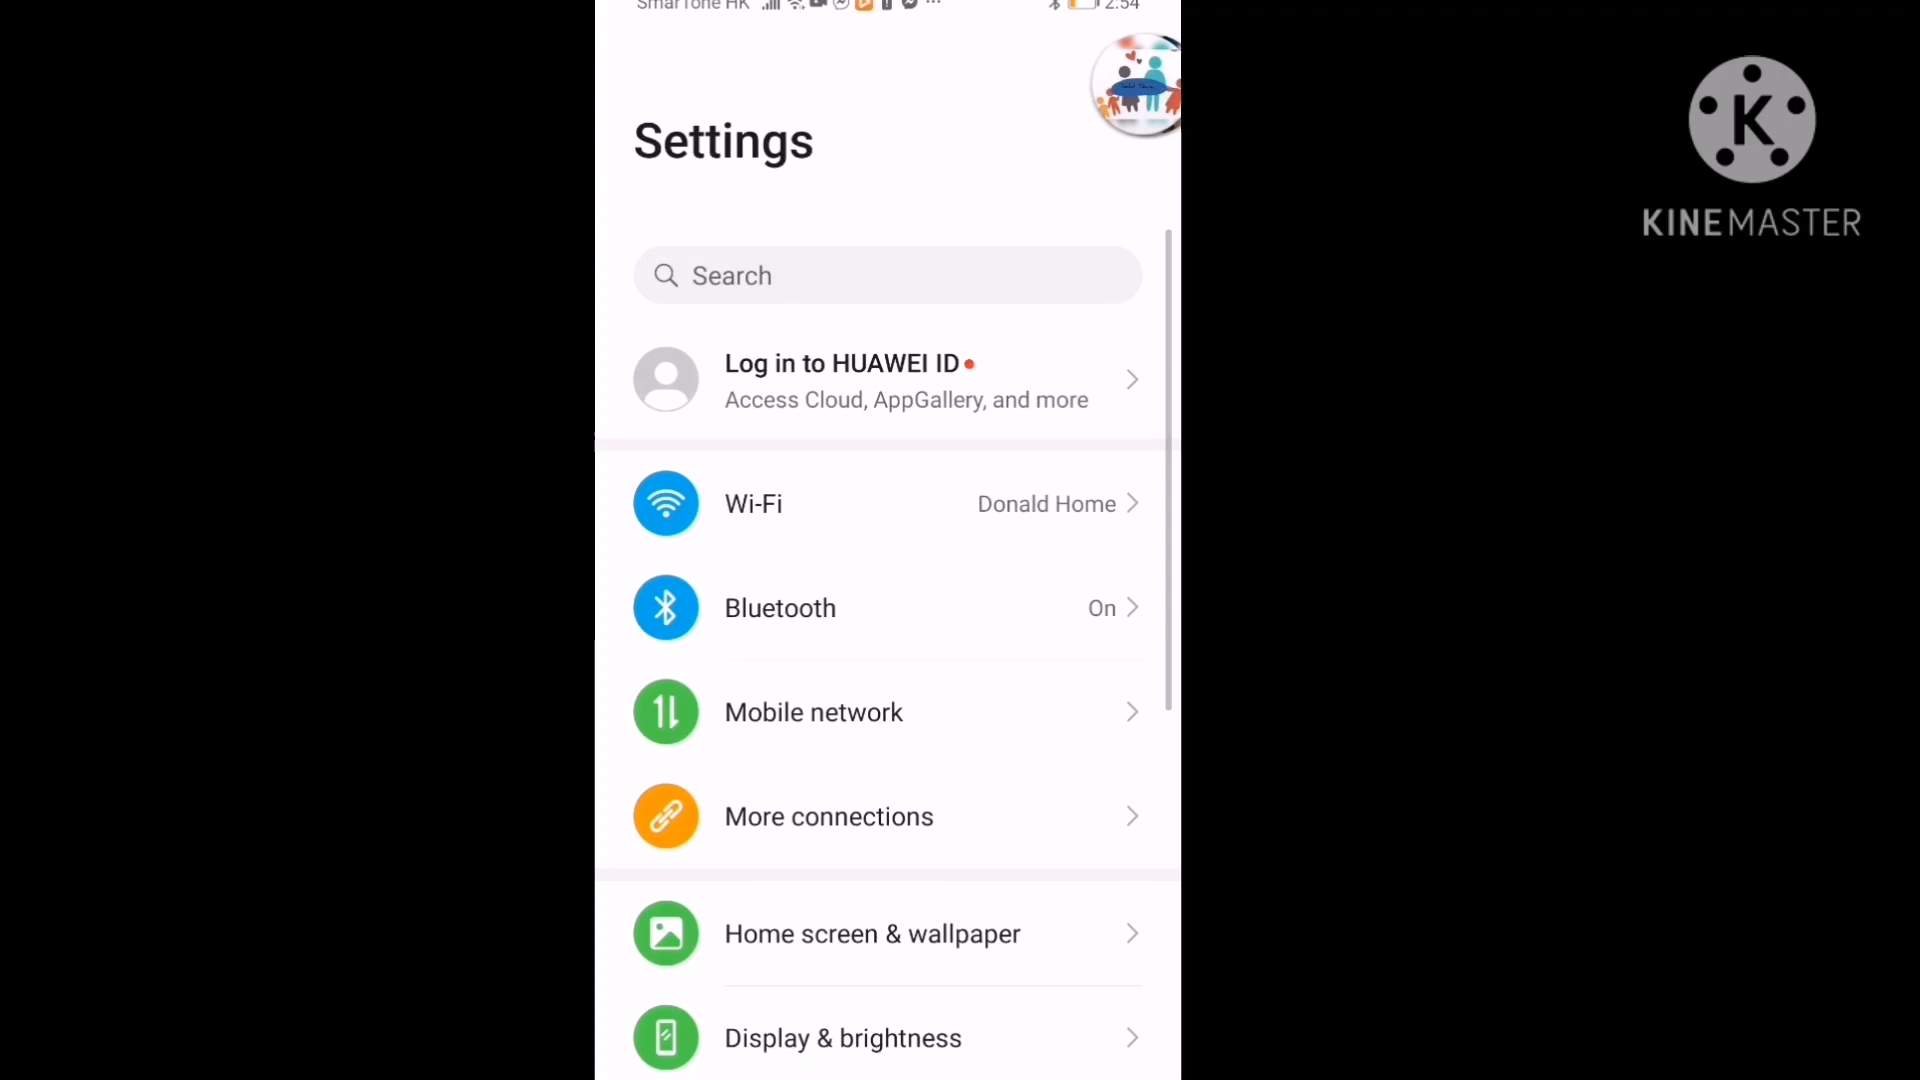 SmarTone HK
2:54
Settings
Search
Log in to HUAWEI ID
Access Cloud, AppGallery, and more
Wi-Fi
Donald Home
Bluetooth
On
Mobile network
More connections
Home screen & wallpaper
Display & brightness
K
KINEMASTER